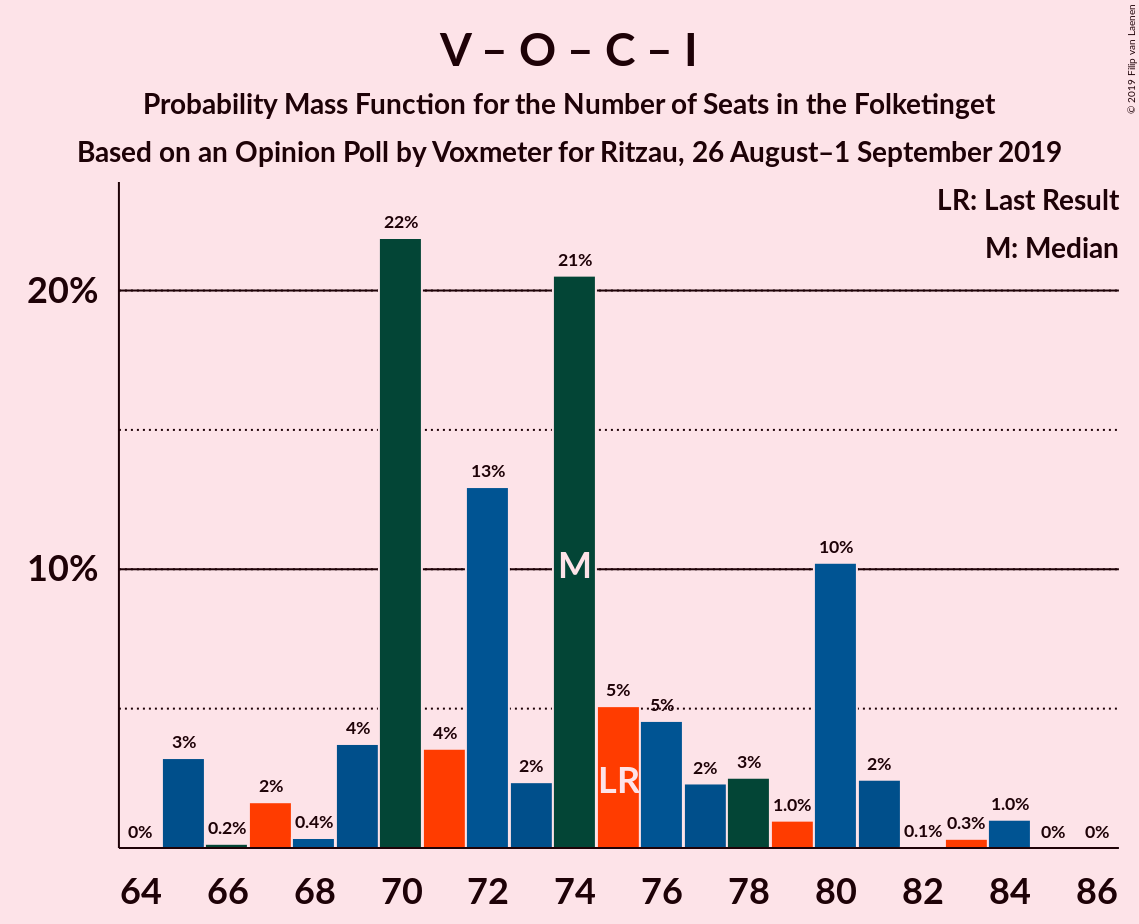 V – O – C – I
Probability Mass Function for the Number of Seats in the Folketinget
Based on an Opinion Poll by Voxmeter for Ritzau, 26 August–1 September 2019
© 2019 Filip van Laenen
LR: Last Result
M: Median
20%
10%
0%
3%
0.2%
2%
0.4%
4%
22%
4%
13%
2%
21%
M
5%
LR
5%
2%
3%
1.0%
10%
2%
0.1%
0.3%
1.0%
0%
0%
64 66 68 70 72 74 76 78 80 82 84 86